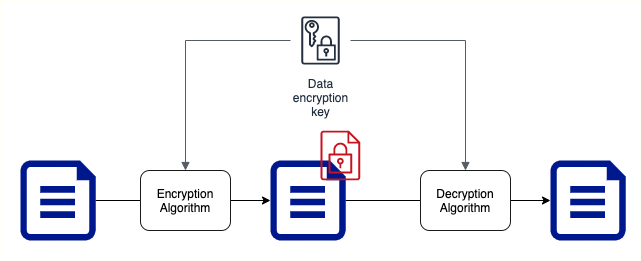 Data
encryption
key
Encryption
Algorithm
Decryption
Algorithm